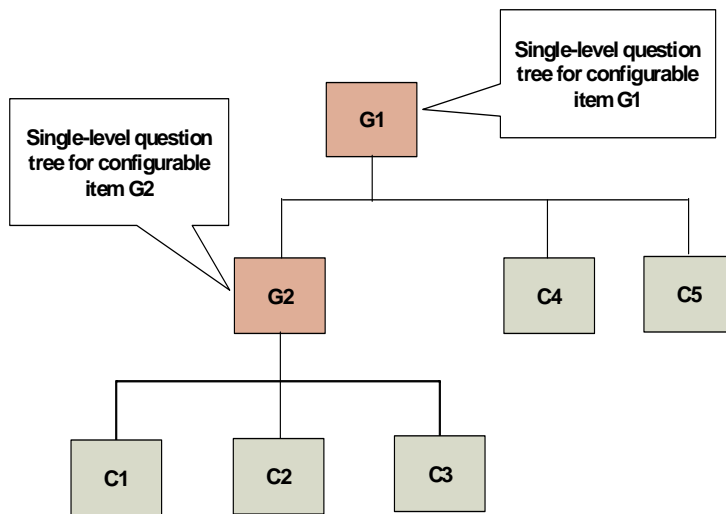 Single-level question
tree for configurable
item G1
G1
Single-level question
tree for configurable
item G2
G2
C4
C5
C1
C2
C3